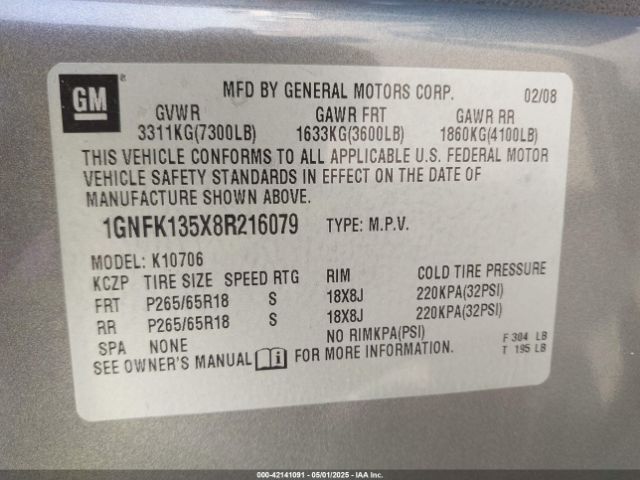 GM
MFD BY GENERAL MOTORS CORP. 02/08
GVWR GAWR FRT GAWR RR
3311KG(7300LB) 1633KG(3600LB) 1860KG(4100LB)
THIS VEHICLE CONFORMS TO ALL APPLICABLE U.S. FEDERAL MOTOR
VEHICLE SAFETY STANDARDS IN EFFECT ON THE DATE OF
MANUFACTURE SHOWN ABOVE.
1GNFK135X8R216079 TYPE: M.P.V.
MODEL: K10706
KCZP TIRE SIZE SPEED RTG RIM COLD TIRE PRESSURE
FRT P265/65R18 S 18X8J 220KPA(32PSI)
RR P265/65R18 S 18X8J 220KPA(32PSI)
SPA NONE NO RIMKPA(PSI)
SEE OWNER'S MANUAL FOR MORE INFORMATION.
F 304 LB
T 195 LB
000-42141091 - 05/01/2025 - IAA Inc.